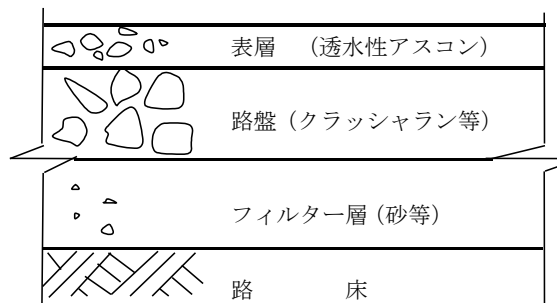 表層　（透水性アスコン）
路盤（クラッシャラン等）
フィルター層（砂等）
路　　　　床